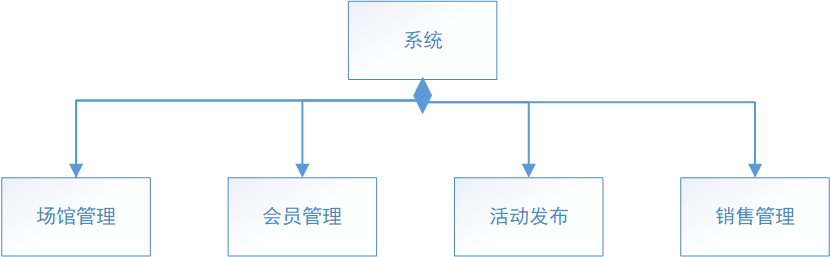 系统
场馆管理
会员管理
活动发布
销售管理